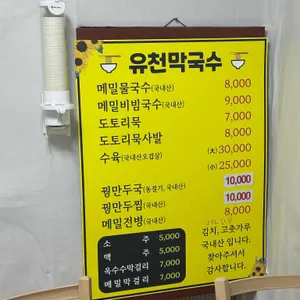 유천막국수
메밀물국수(국내산) 8,000
메밀비빔국수(국내산) 9,000
도토리묵 7,000
도토리묵사발 8,000
수육(국내산오겹살) (大)30,000
(小)25,000
꿩만두국(동절기, 국내산) 10,000
꿩만두찜(국내산) 10,000
메밀전병(국내산) 8,000
소 주 5,000
맥 주 5,000
옥수수막걸리 7,000
메밀막걸리 7,000
김치, 고춧가루
국내산 입니다.
찾아주셔서
감사합니다.